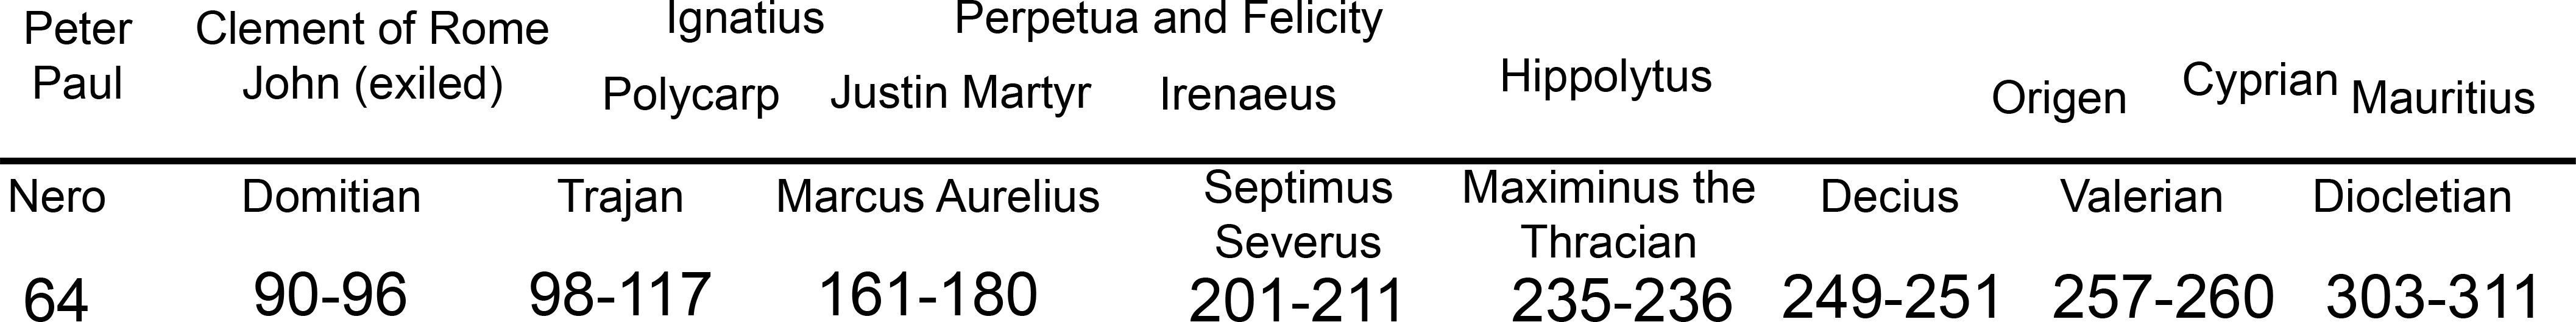 Peter
Paul
Clement of Rome
John (exiled)
Ignatius
Perpetua and Felicity
Polycarp
Justin Martyr
Irenaeus
Hippolytus
Origen
Cyprian
Mauritius
Nero
Domitian
Trajan
Marcus Aurelius
Septimus
Severus
Maximinus the
Thracian
Decius
Valerian
Diocletian
64
90-96
98-117
161-180
201-211
235-236
249-251
257-260
303-311